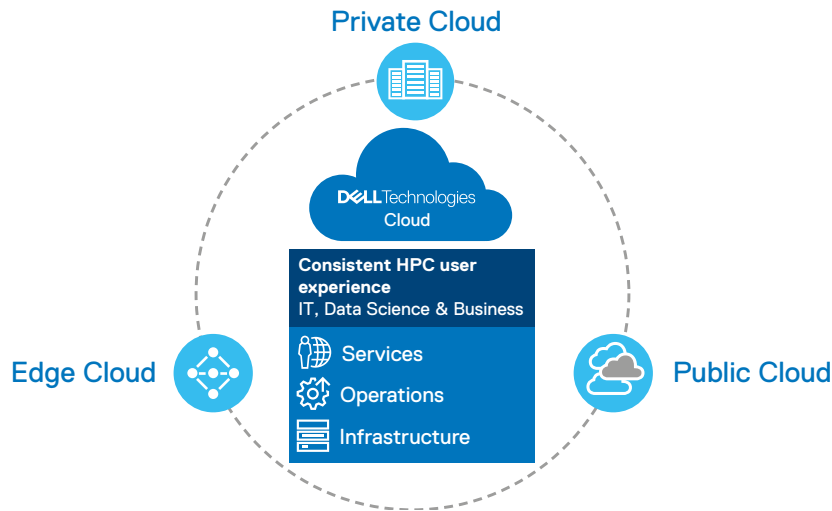 Private Cloud
DELLTechnologies
Cloud
Consistent HPC user
experience
IT, Data Science & Business
Services
Edge Cloud
Public Cloud
Operations
Infrastructure